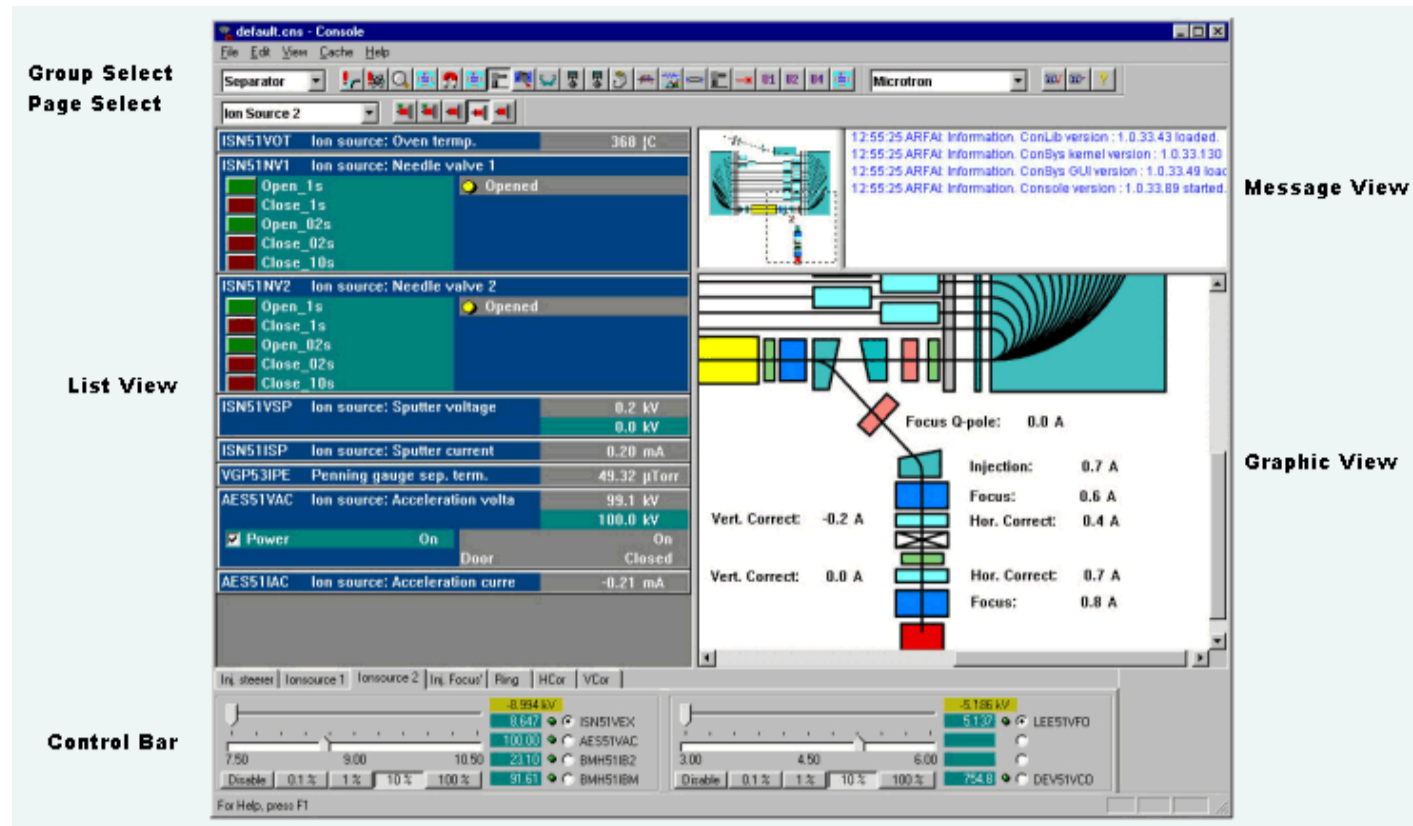 default.cns - Console
File Edit View Cache Help
Group Select
Separator
Microtron
Page Select
Ion Source 2
ISN51VOT Ion source: Oven termp. 368 ¦C
ISN51NV1 Ion source: Needle valve 1
Open_1s Opened
Close_1s
Open_02s
Close_02s
Close_10s
ISN51NV2 Ion source: Needle valve 2
Open_1s Opened
Close_1s
Open_02s
Close_02s
Close_10s
ISN51VSP Ion source: Sputter voltage 0.2 kV
0.0 kV
ISN51ISP Ion source: Sputter current 0.20 mA
VGP53IPE Penning gauge sep. term. 49.32 µTorr
AES51VAC Ion source: Acceleration volta 99.1 kV
100.0 kV
Power On On
Door Closed
AES51IAC Ion source: Acceleration curre -0.21 mA
List View
12:55:25 ARFAI: Information. ConLib version : 1.0.33.43 loaded.
12:55:25 ARFAI: Information. ConSys kernel version : 1.0.33.130
12:55:25 ARFAI: Information. ConSys GUI version : 1.0.33.49 load
12:55:25 ARFAI: Information. Console version : 1.0.33.89 started.
Message View
Focus Q-pole: 0.0 A
Injection: 0.7 A
Focus: 0.6 A
Vert. Correct: -0.2 A Hor. Correct: 0.4 A
Vert. Correct: 0.0 A Hor. Correct: 0.7 A
Focus: 0.8 A
Graphic View
Inj. steerer Ionsource 1 Ionsource 2 Inj. Focus' Ring HCor VCor
Control Bar
-8.994 kV
8.647 ISN51VEX
100.00 AES51VAC
7.50 9.00 10.50 23.10 BMH51IB2
Disable 0.1 % 1 % 10 % 100 % 91.61 BMH51IBM
-5.186 kV
5.137 LEE51VFO
3.00 4.50 6.00
Disable 0.1 % 1 % 10 % 100 % 754.8 DEV51VCO
For Help, press F1